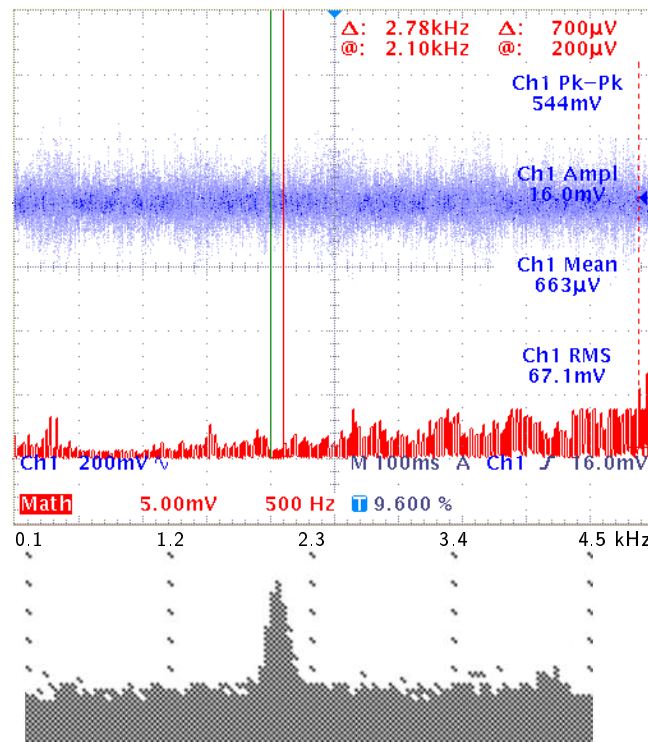 Δ: 2.78kHz Δ: 700µV
@: 2.10kHz @: 200µV
Ch1 Pk–Pk
544mV
Ch1 Ampl
16.0mV
Ch1 Mean
663µV
Ch1 RMS
67.1mV
Ch1 200mV M 100ms A Ch1 16.0mV
Math 5.00mV 500 Hz T 9.600 %
0.1 1.2 2.3 3.4 4.5 kHz